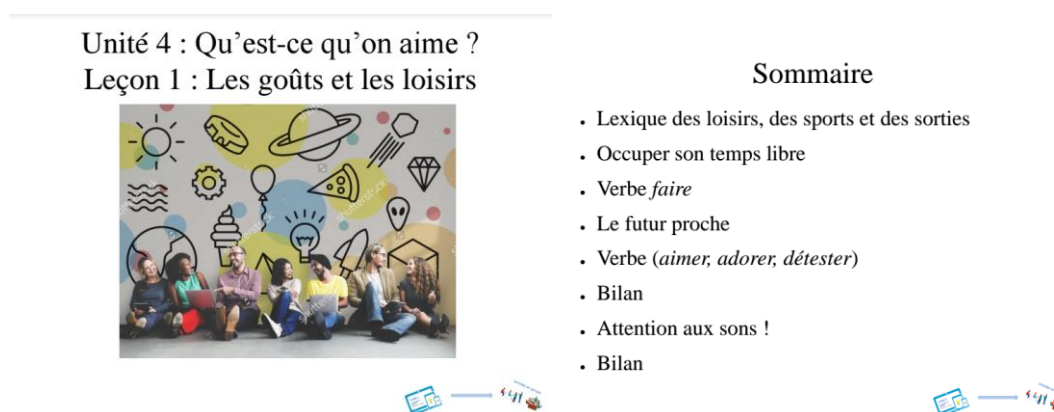 Unité 4 : Qu’est-ce qu’on aime ?
Leçon 1 : Les goûts et les loisirs
Sommaire
• Lexique des loisirs, des sports et des sorties
• Occuper son temps libre
• Verbe faire
• Le futur proche
• Verbe (aimer, adorer, détester)
• Bilan
• Attention aux sons !
• Bilan